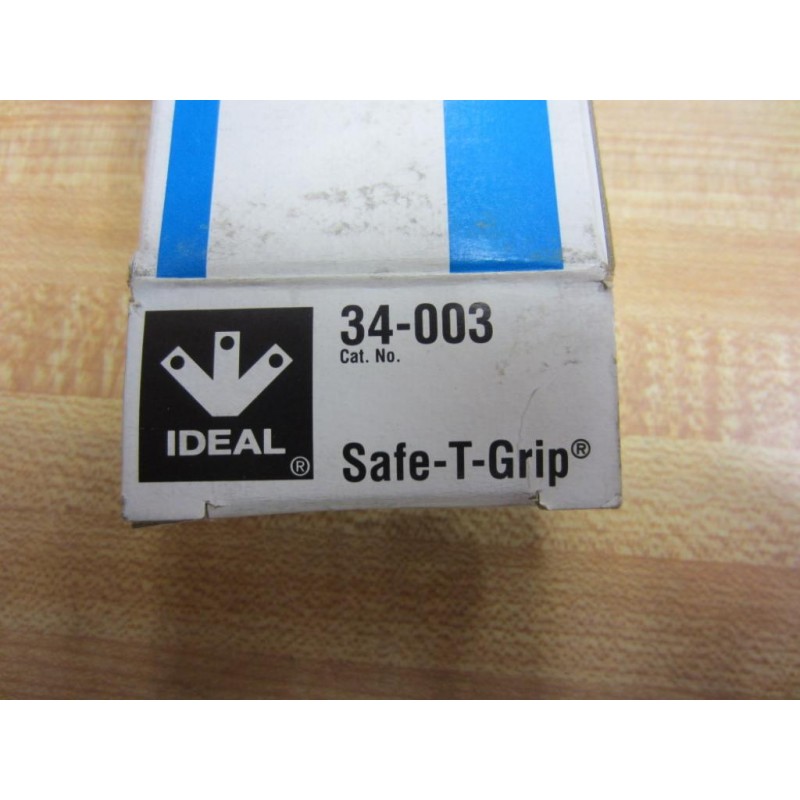 34-003
Cat. No.
IDEAL®
Safe-T-Grip®